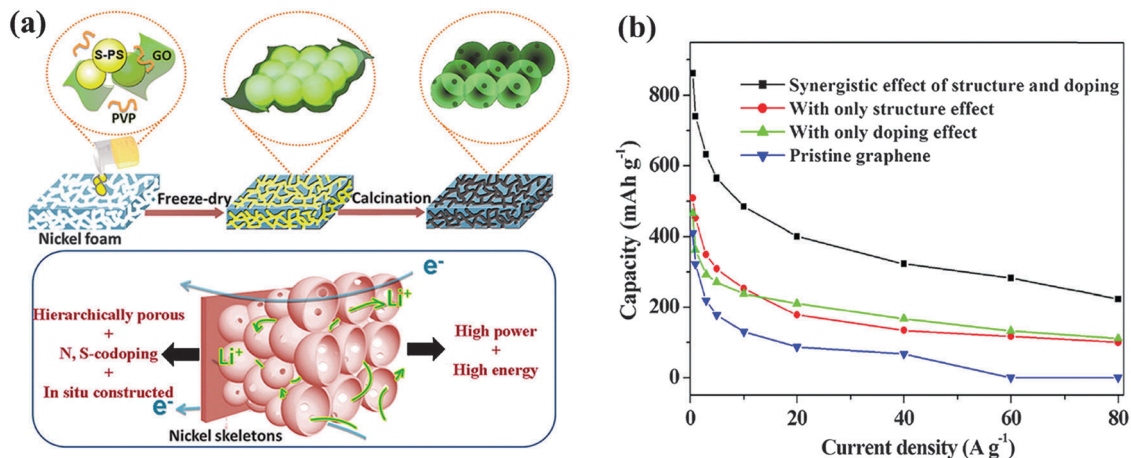 (a)
S-PS
GO
PVP
Freeze-dry
Calcination
Nickel foam
e-
Li+
Hierarchically porous
+
N, S-codoping
+
In situ constructed
Li+
High power
+
High energy
e-
Nickel skeletons
(b)
Synergistic effect of structure and doping
With only structure effect
With only doping effect
Pristine graphene
Capacity (mAh g-1)
800
600
400
200
0
0 20 40 60 80
Current density (A g-1)